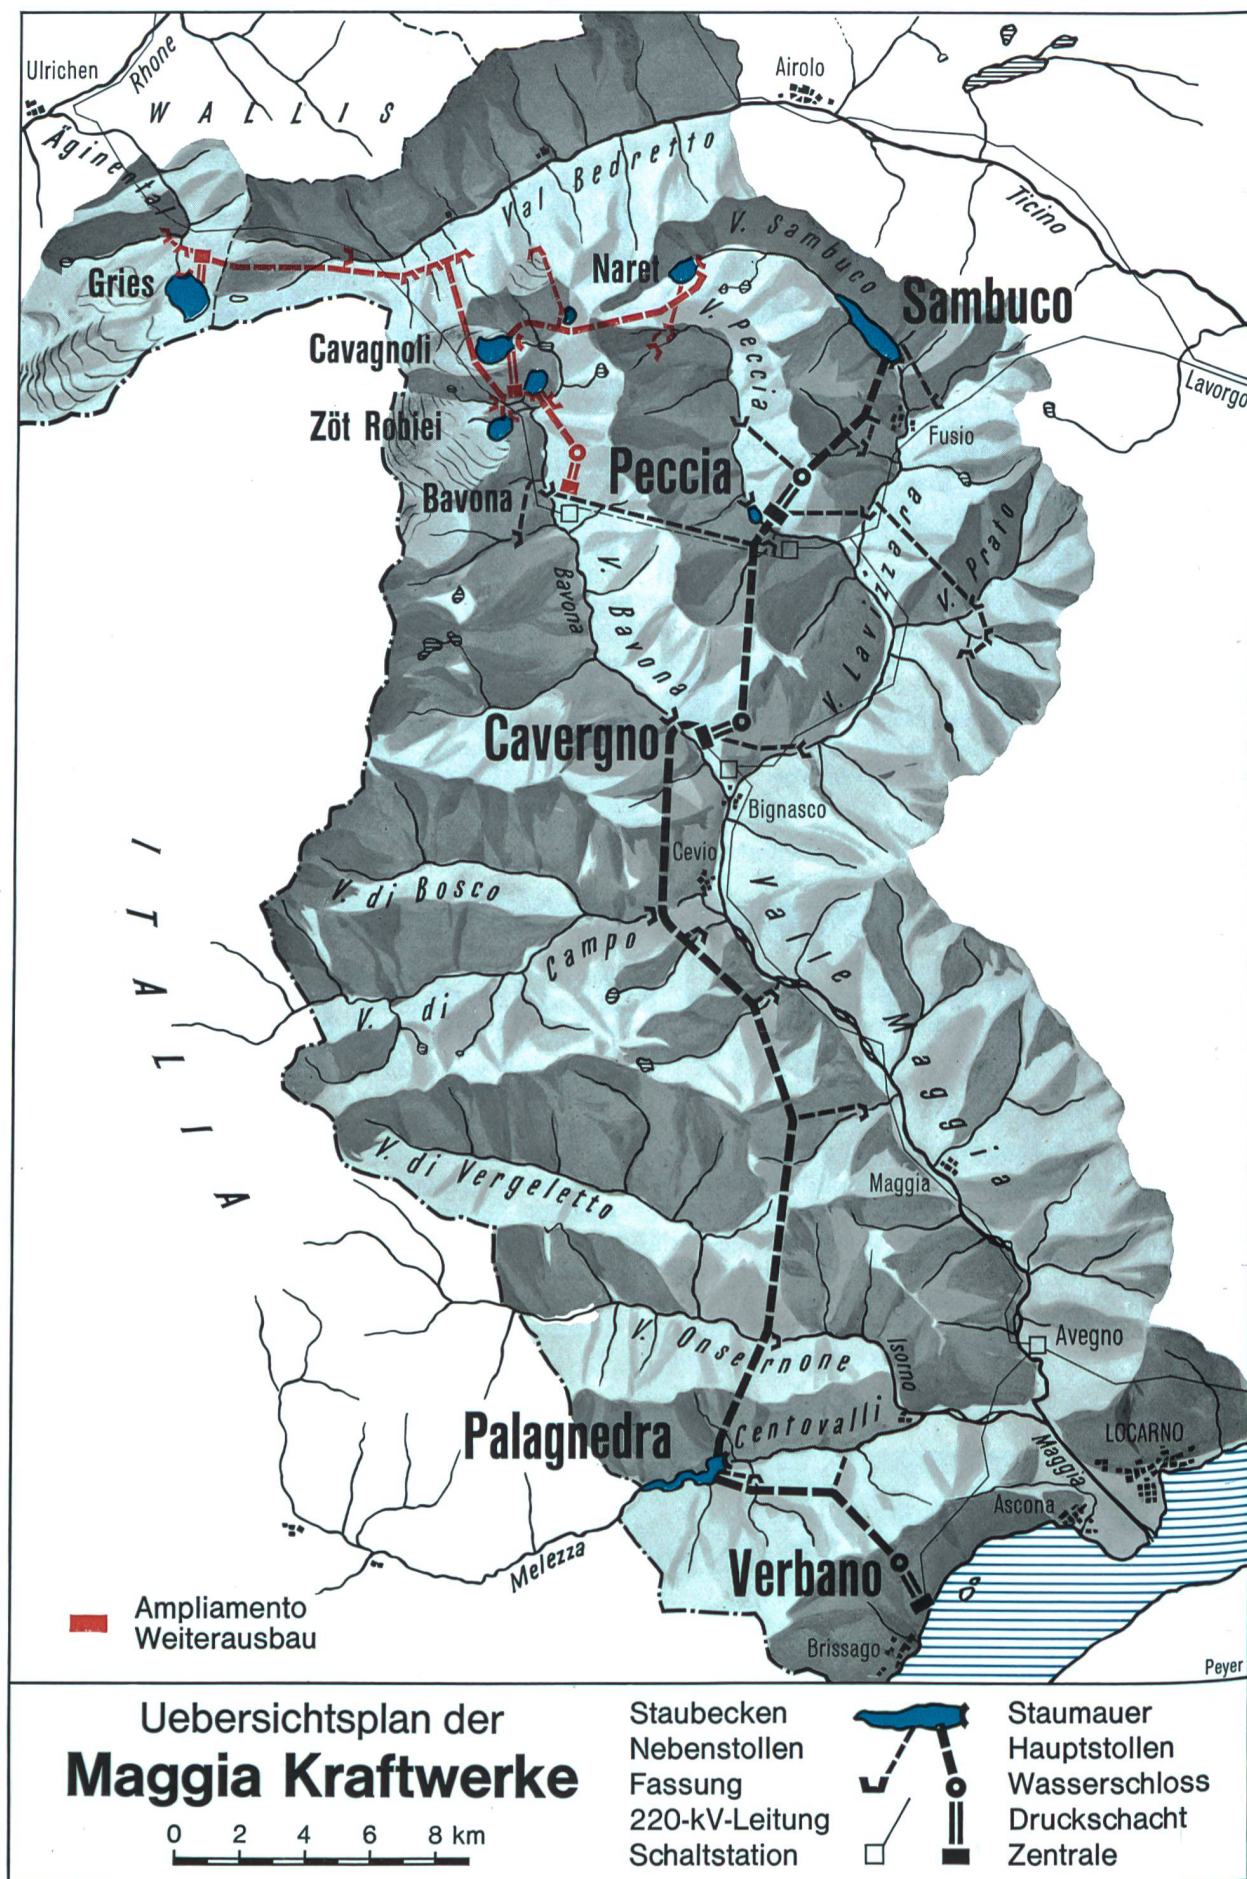 Ulrichen
Rhone
WALLIS
Äginental
Airolo
Val Bedretto
V. Sambuco
Ticino
Gries
Naret
Sambuco
Cavagnoli
V. Peccia
Lavorgo
Zöt Robiei
Fusio
Peccia
Bavona
V. Prato
Bavona
V. Bavona
V. Lavizzara
Cavergno
Bignasco
Cevio
V. di Bosco
Valle Maggia
V. di Campo
ITALIA
V. di Vergeletto
Maggia
V. Onsernone
Isorno
Avegno
Palagnedra
Centovalli
LOCARNO
Maggia
Ascona
Melezza
Verbano
Brissago
Peyer
Ampliamento
Weiterausbau
Uebersichtsplan der
Maggia Kraftwerke
0 2 4 6 8 km
Staubecken
Nebenstollen
Fassung
220-kV-Leitung
Schaltstation
Staumauer
Hauptstollen
Wasserschloss
Druckschacht
Zentrale